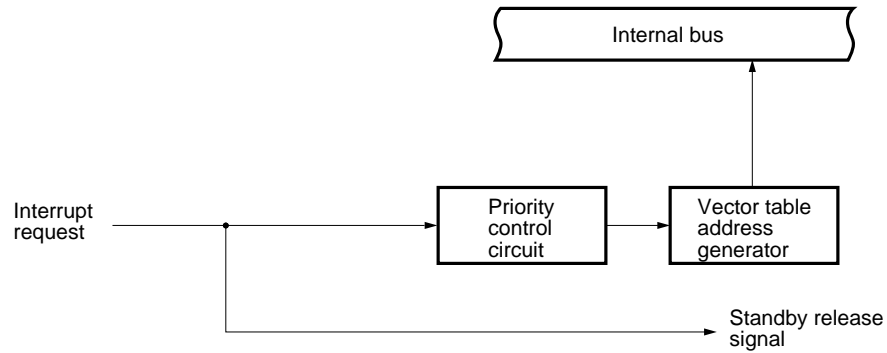 Internal bus
Interrupt
request
Priority
control
circuit
Vector table
address
generator
Standby release
signal